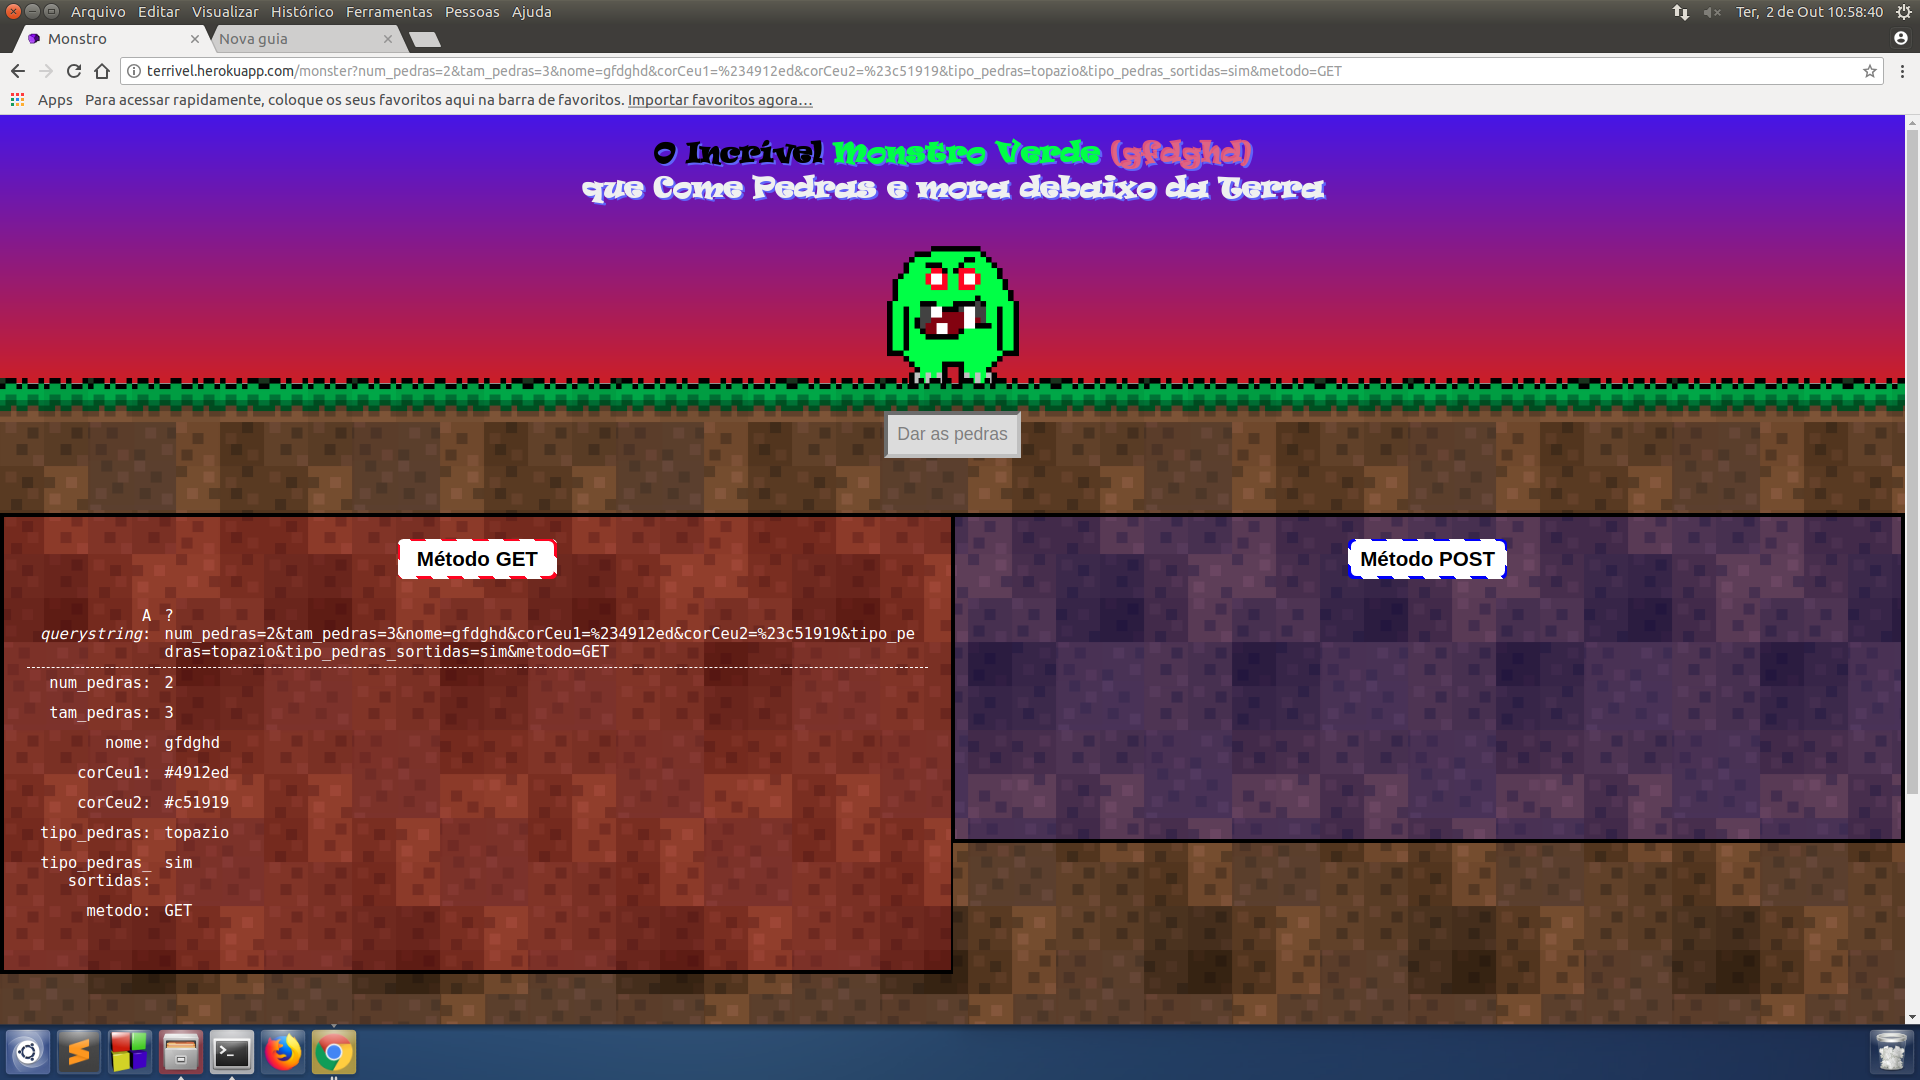 Arquivo Editar Visualizar Histórico Ferramentas Pessoas Ajuda
Ter, 2 de Out 10:58:40
Monstro
Nova guia
terrivel.herokuapp.com/monster?num_pedras=2&tam_pedras=3&nome=gfdghd&corCeu1=%234912ed&corCeu2=%23c51919&tipo_pedras=topazio&tipo_pedras_sortidas=sim&metodo=GET
Apps Para acessar rapidamente, coloque os seus favoritos aqui na barra de favoritos. Importar favoritos agora...
O Incrível Monstro Verde (gfdghd)
que Come Pedras e mora debaixo da Terra
Dar as pedras
Método GET
A querystring: ?
num_pedras=2&tam_pedras=3&nome=gfdghd&corCeu1=%234912ed&corCeu2=%23c51919&tipo_pe
dras=topazio&tipo_pedras_sortidas=sim&metodo=GET
num_pedras: 2
tam_pedras: 3
nome: gfdghd
corCeu1: #4912ed
corCeu2: #c51919
tipo_pedras: topazio
tipo_pedras_ sim
sortidas:
metodo: GET
Método POST